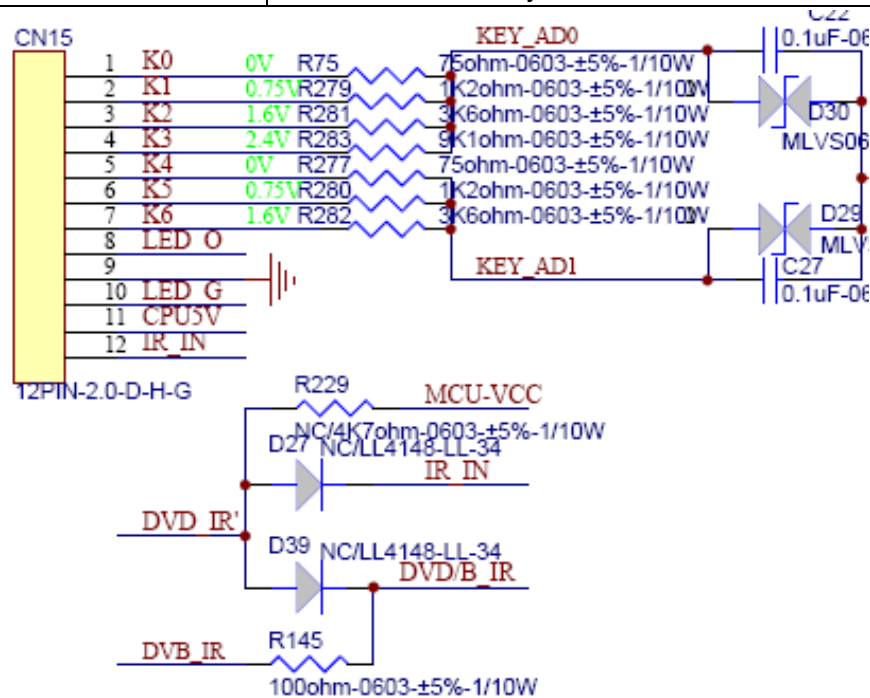 CN15
KEY_AD0
0.1uF-06
1 K0 0V R75 75ohm-0603-±5%-1/10W
2 K1 0.75V R279 1K2ohm-0603-±5%-1/10W
3 K2 1.6V R281 3K6ohm-0603-±5%-1/10W
D30
4 K3 2.4V R283 9K1ohm-0603-±5%-1/10W
MLVS06
5 K4 0V R277 75ohm-0603-±5%-1/10W
6 K5 0.75V R280 1K2ohm-0603-±5%-1/10W
7 K6 1.6V R282 3K6ohm-0603-±5%-1/10W
D29
8 LED_O
MLV
9
KEY_AD1
C27
10 LED_G
0.1uF-06
11 CPU5V
12 IR_IN
12PIN-2.0-D-H-G
R229
MCU-VCC
NC/4K7ohm-0603-±5%-1/10W
D27 NC/LL4148-LL-34
IR_IN
DVD_IR'
D39 NC/LL4148-LL-34
DVD/B_IR
DVB_IR
R145
100ohm-0603-±5%-1/10W